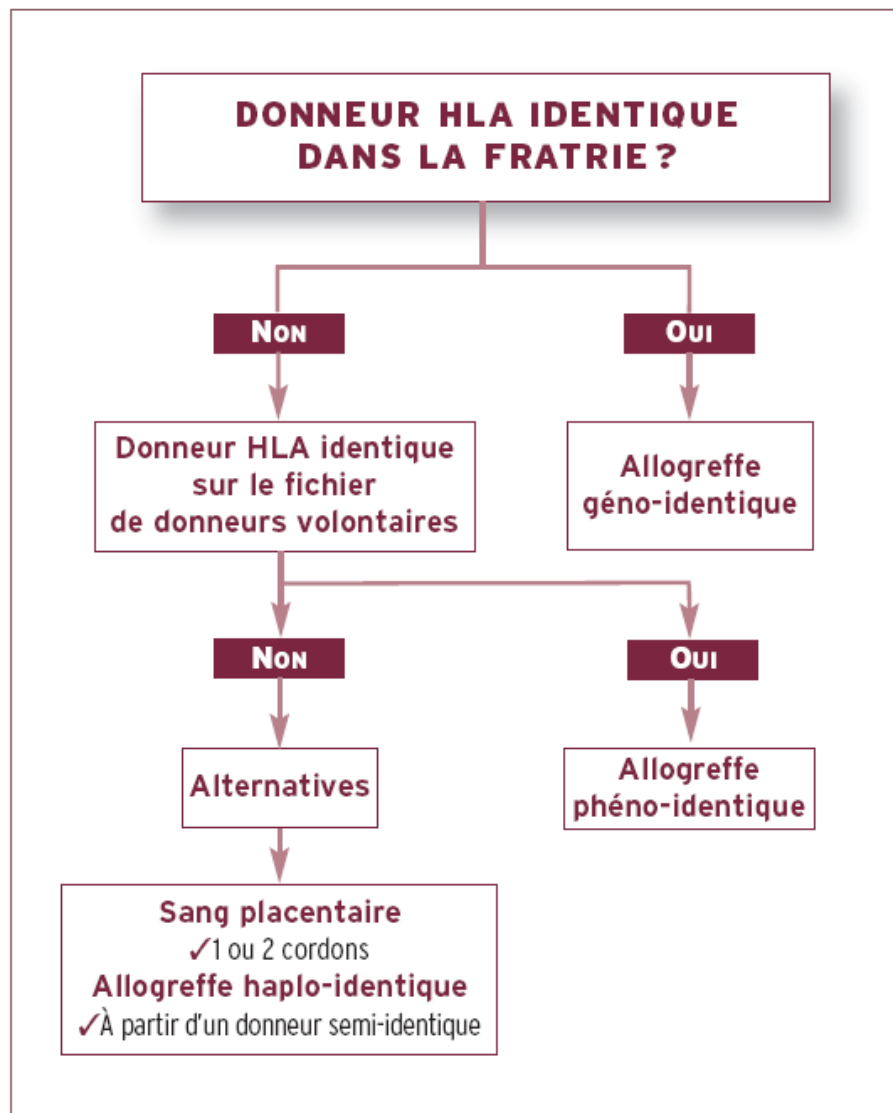 DONNEUR HLA IDENTIQUE
DANS LA FRATRIE ?
NON
OUI
Donneur HLA identique
sur le fichier
de donneurs volontaires
Allogreffe
géno-identique
NON
OUI
Alternatives
Allogreffe
phéno-identique
Sang placentaire
✓1 ou 2 cordons
Allogreffe haplo-identique
✓À partir d'un donneur semi-identique